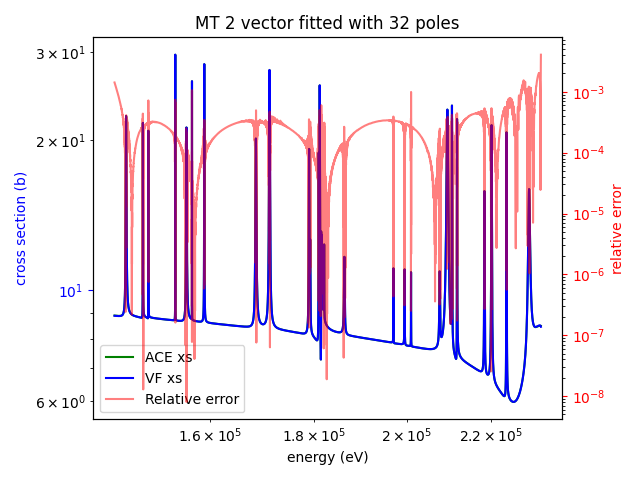 MT 2 vector fitted with 32 poles
3 × 10¹
2 × 10¹
10¹
6 × 10⁰
cross section (b)
10⁻³
10⁻⁴
10⁻⁵
10⁻⁶
10⁻⁷
10⁻⁸
relative error
ACE xs
VF xs
Relative error
1.6 × 10⁵
1.8 × 10⁵
2 × 10⁵
2.2 × 10⁵
energy (eV)